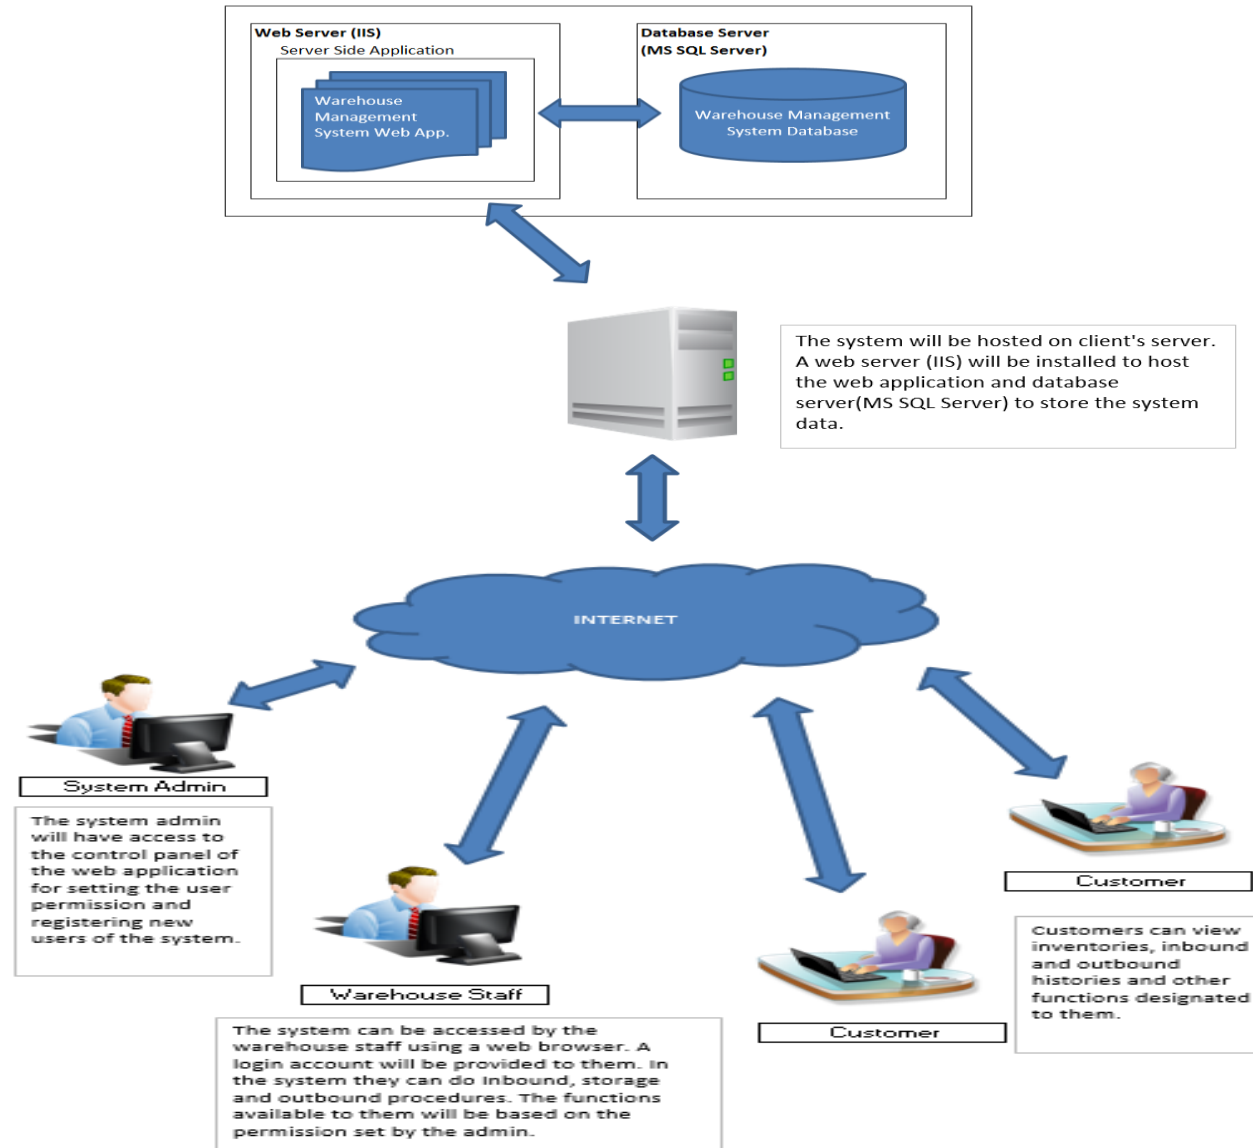 Web Server (IIS)
Server Side Application
Warehouse
Management
System Web App.
Database Server
(MS SQL Server)
Warehouse Management
System Database
The system will be hosted on client's server.
A web server (IIS) will be installed to host
the web application and database
server(MS SQL Server) to store the system
data.
INTERNET
System Admin
The system admin
will have access to
the control panel of
the web application
for setting the user
permission and
registering new
users of the system.
Warehouse Staff
The system can be accessed by the
warehouse staff using a web browser. A
login account will be provided to them. In
the system they can do Inbound, storage
and outbound procedures. The functions
available to them will be based on the
permission set by the admin.
Customer
Customer
Customers can view
inventories, inbound
and outbound
histories and other
functions designated
to them.